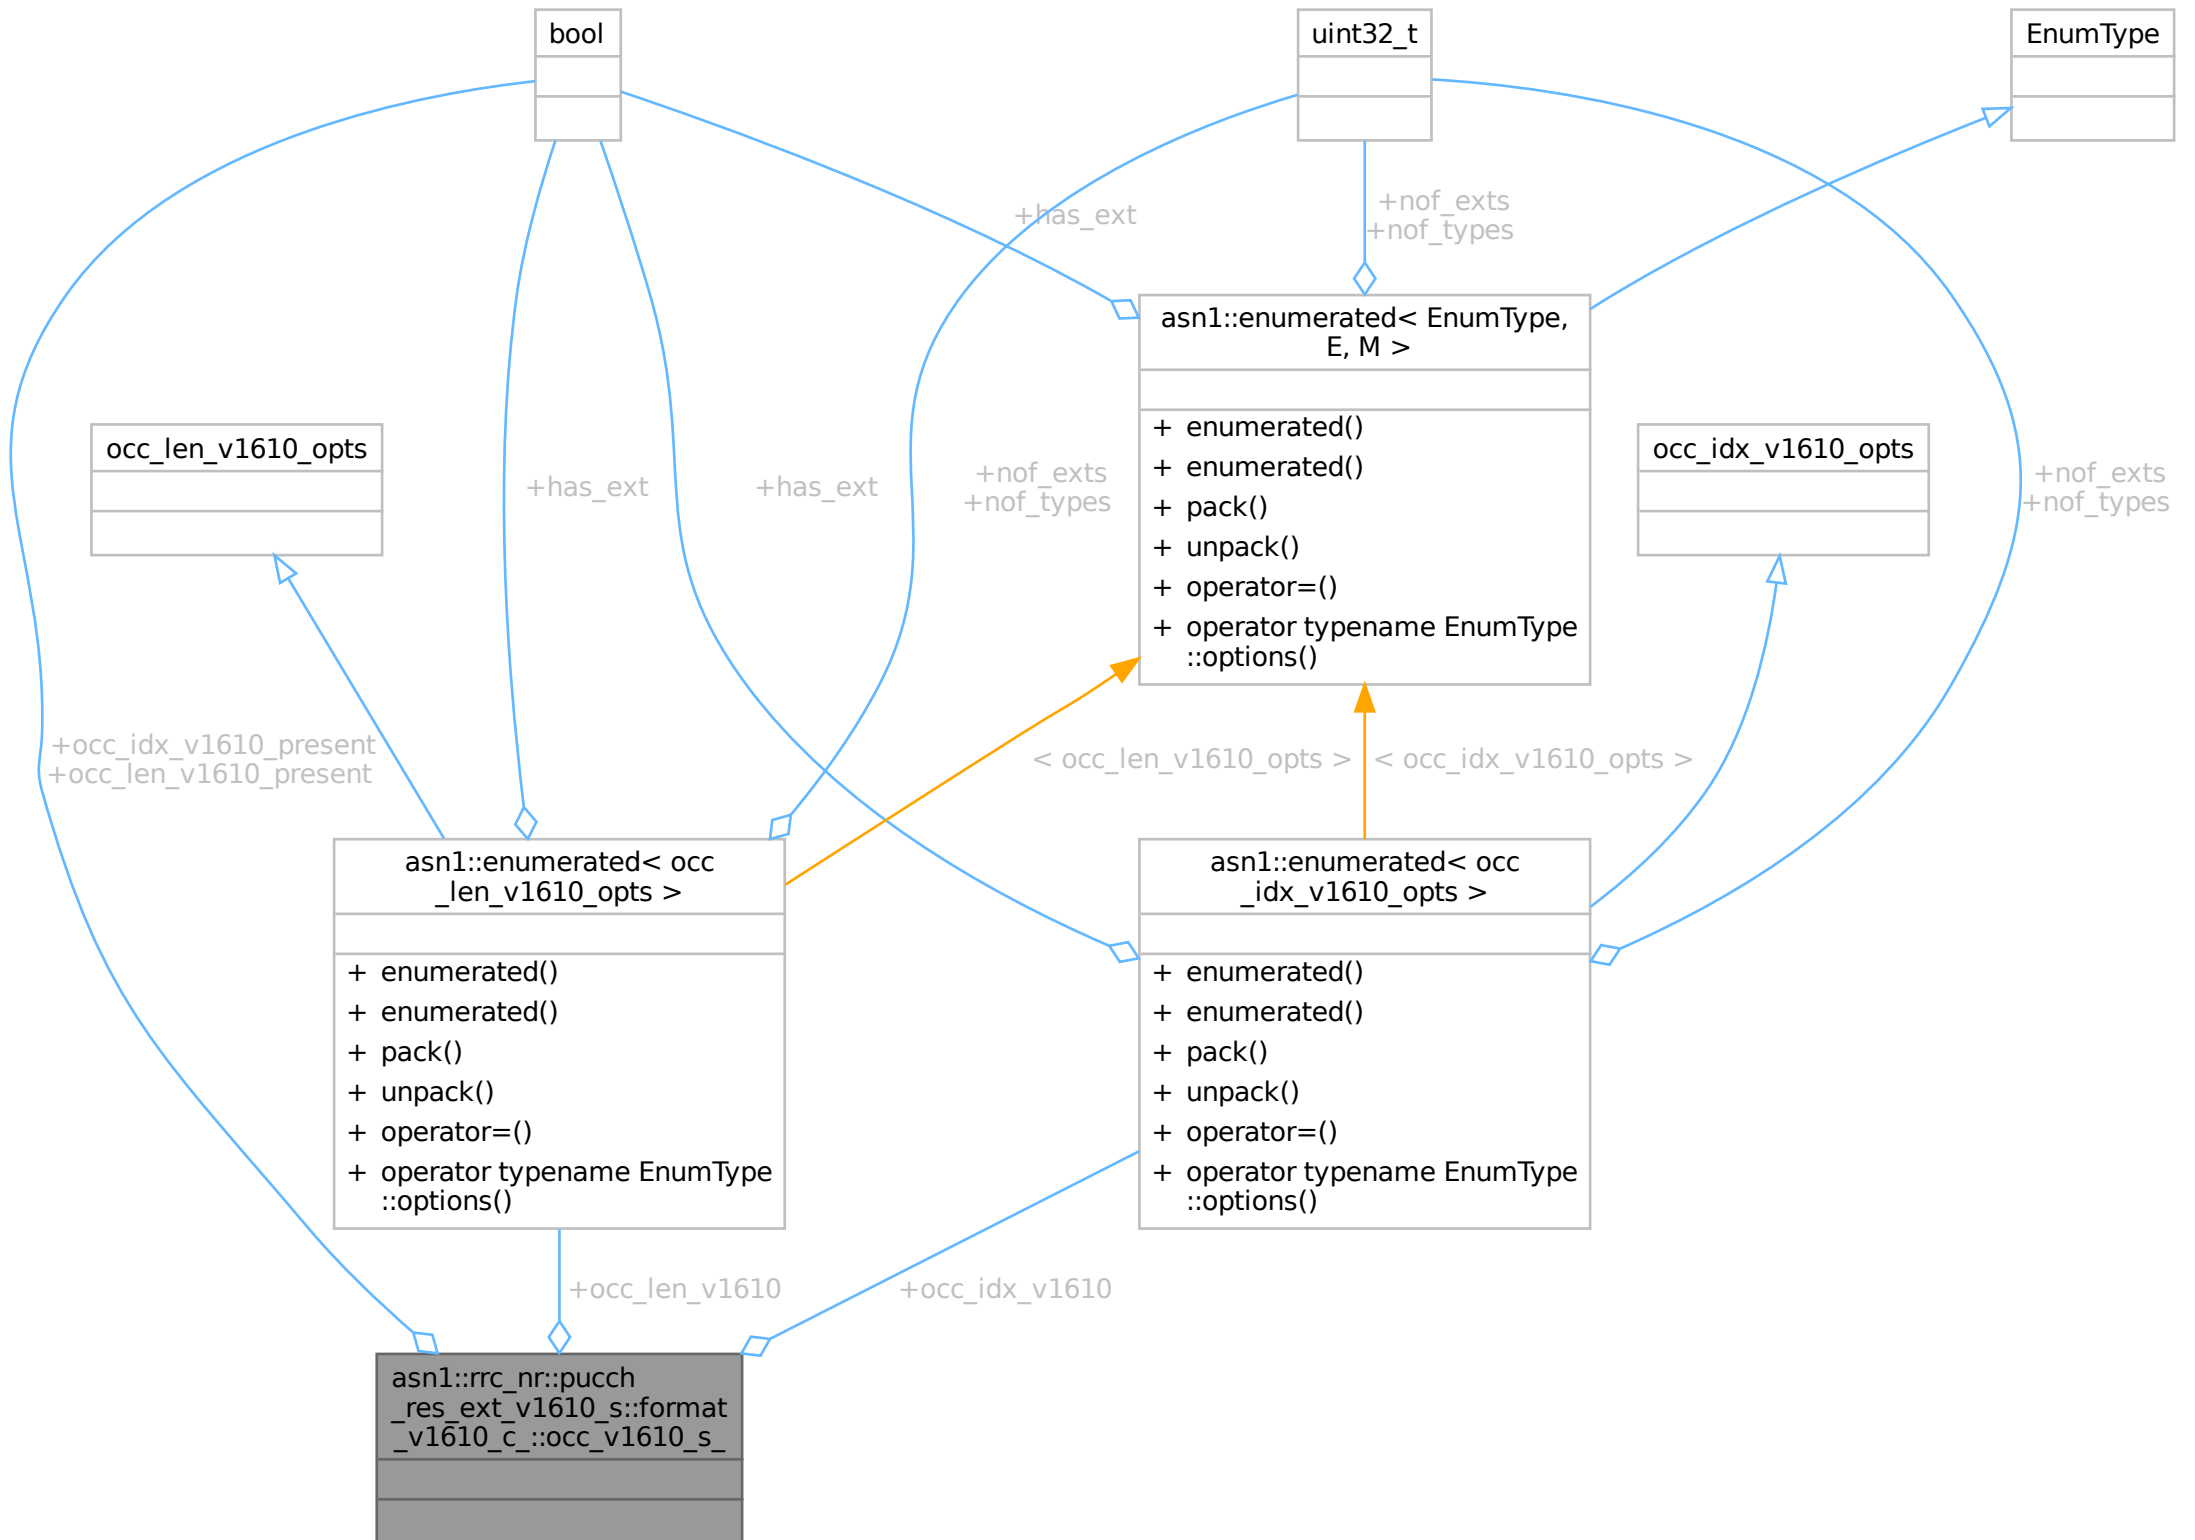 bool
uint32_t
EnumType
+has_ext
+nof_exts
+nof_types
asn1::enumerated< EnumType,
E, M >
+ enumerated()
+ enumerated()
+ pack()
+ unpack()
+ operator=()
+ operator typename EnumType
::options()
occ_len_v1610_opts
occ_idx_v1610_opts
+has_ext
+has_ext
+nof_exts
+nof_types
+nof_exts
+nof_types
+occ_idx_v1610_present
+occ_len_v1610_present
< occ_len_v1610_opts >
< occ_idx_v1610_opts >
asn1::enumerated< occ
_len_v1610_opts >
+ enumerated()
+ enumerated()
+ pack()
+ unpack()
+ operator=()
+ operator typename EnumType
::options()
asn1::enumerated< occ
_idx_v1610_opts >
+ enumerated()
+ enumerated()
+ pack()
+ unpack()
+ operator=()
+ operator typename EnumType
::options()
+occ_len_v1610
+occ_idx_v1610
asn1::rrc_nr::pucch
_res_ext_v1610_s::format
_v1610_c_::occ_v1610_s_